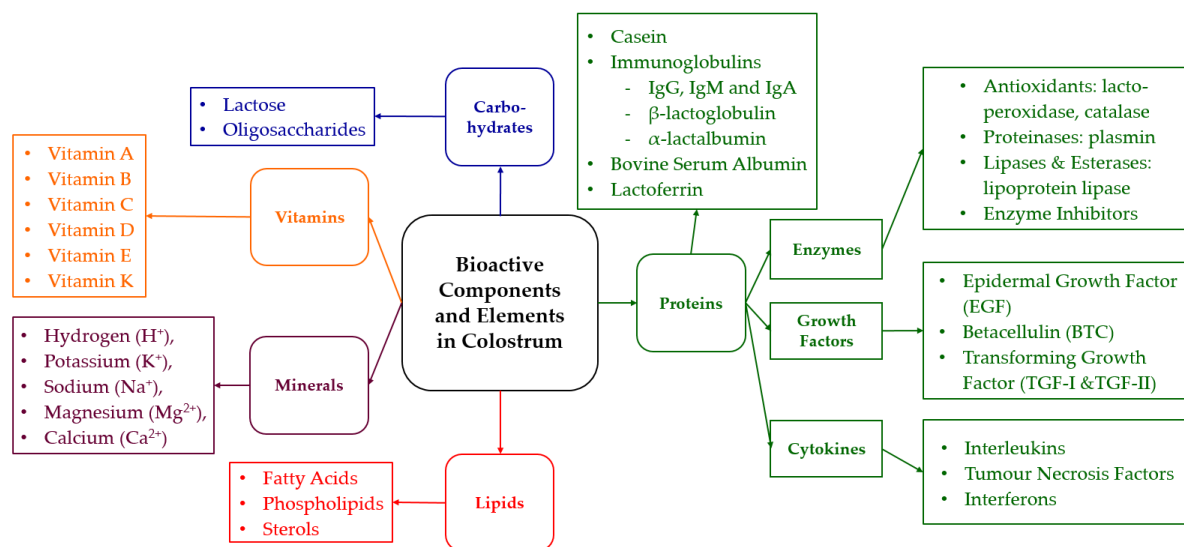 Bioactive
Components
and Elements
in Colostrum
Carbo-
hydrates
• Lactose
• Oligosaccharides
Vitamins
• Vitamin A
• Vitamin B
• Vitamin C
• Vitamin D
• Vitamin E
• Vitamin K
Minerals
• Hydrogen (H⁺),
• Potassium (K⁺),
• Sodium (Na⁺),
• Magnesium (Mg²⁺),
• Calcium (Ca²⁺)
Lipids
• Fatty Acids
• Phospholipids
• Sterols
Proteins
• Casein
• Immunoglobulins
- IgG, IgM and IgA
- β-lactoglobulin
- α-lactalbumin
• Bovine Serum Albumin
• Lactoferrin
Enzymes
• Antioxidants: lacto-
peroxidase, catalase
• Proteinases: plasmin
• Lipases & Esterases:
lipoprotein lipase
• Enzyme Inhibitors
Growth
Factors
• Epidermal Growth Factor
(EGF)
• Betacellulin (BTC)
• Transforming Growth
Factor (TGF-I &TGF-II)
Cytokines
• Interleukins
• Tumour Necrosis Factors
• Interferons